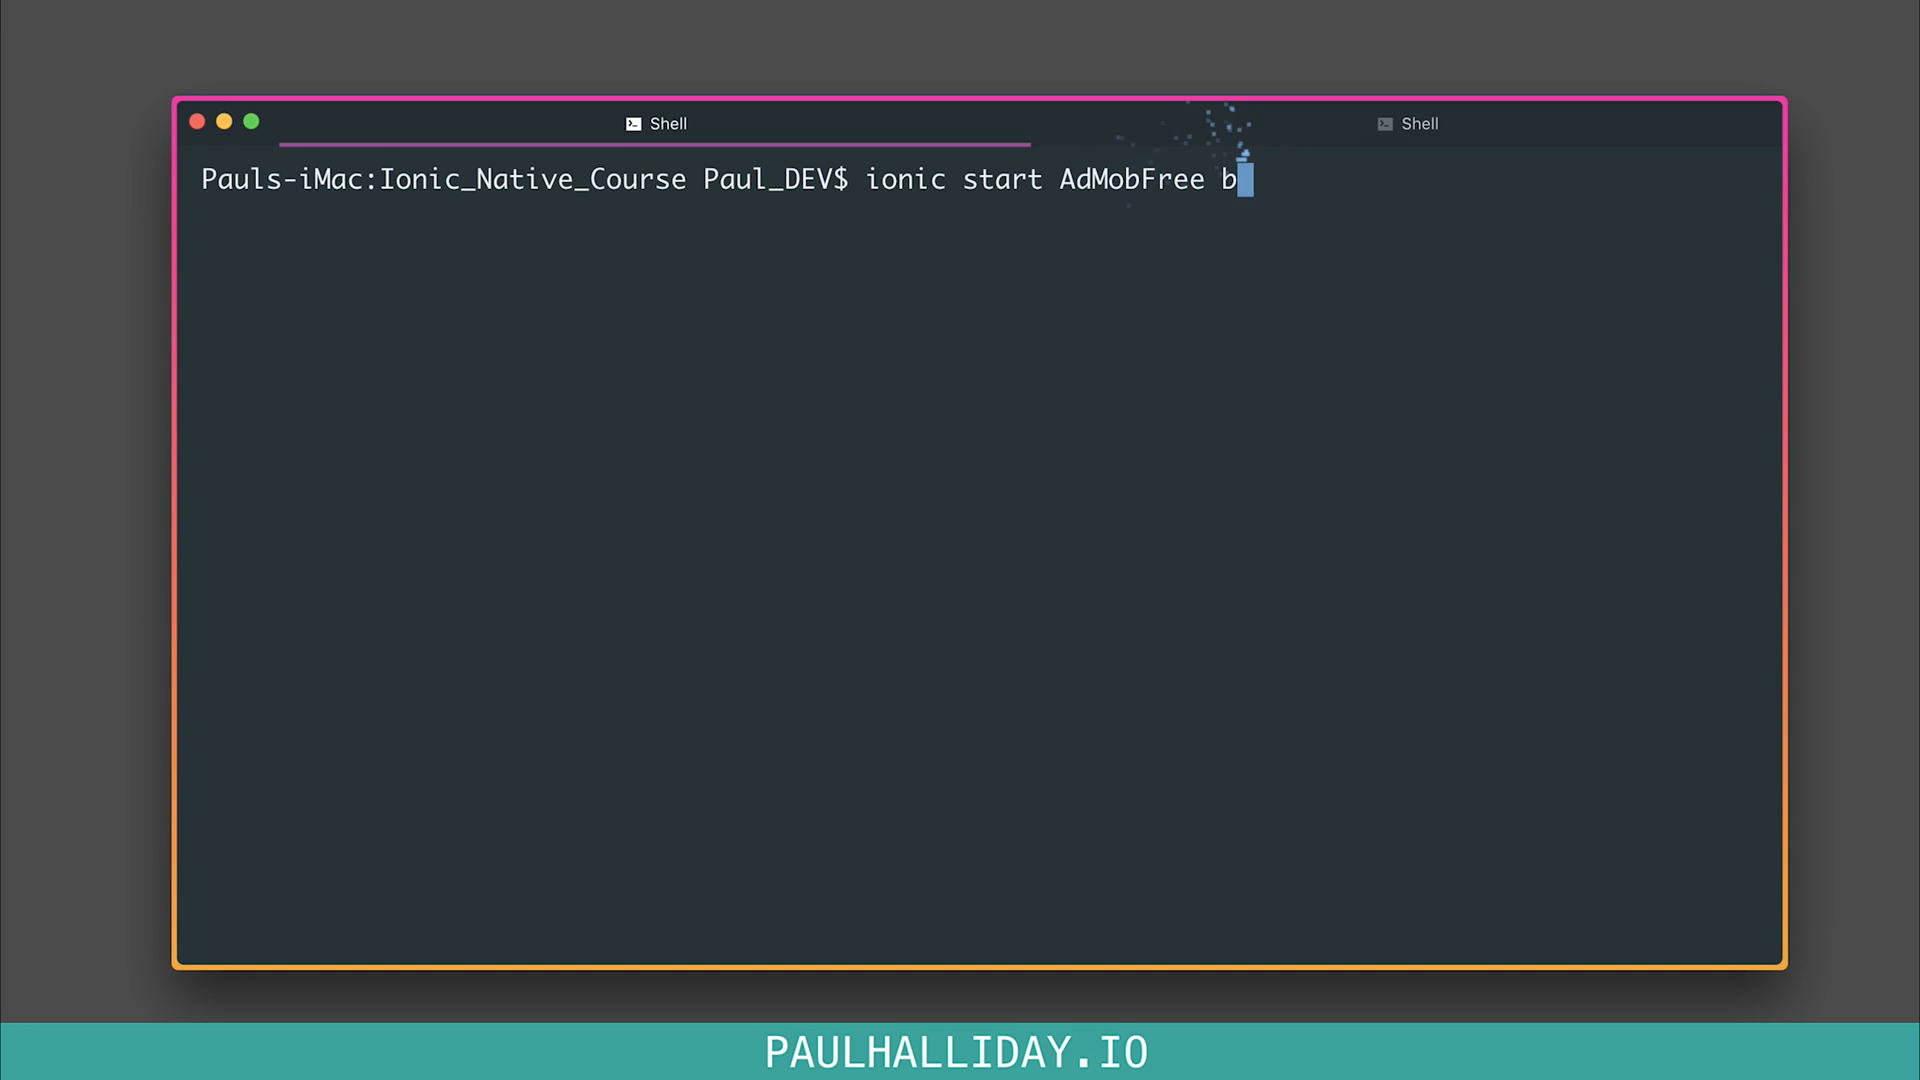 Shell
Shell
Pauls-iMac:Ionic_Native_Course Paul_DEV$ ionic start AdMobFree b
PAULHALLIDAY.IO